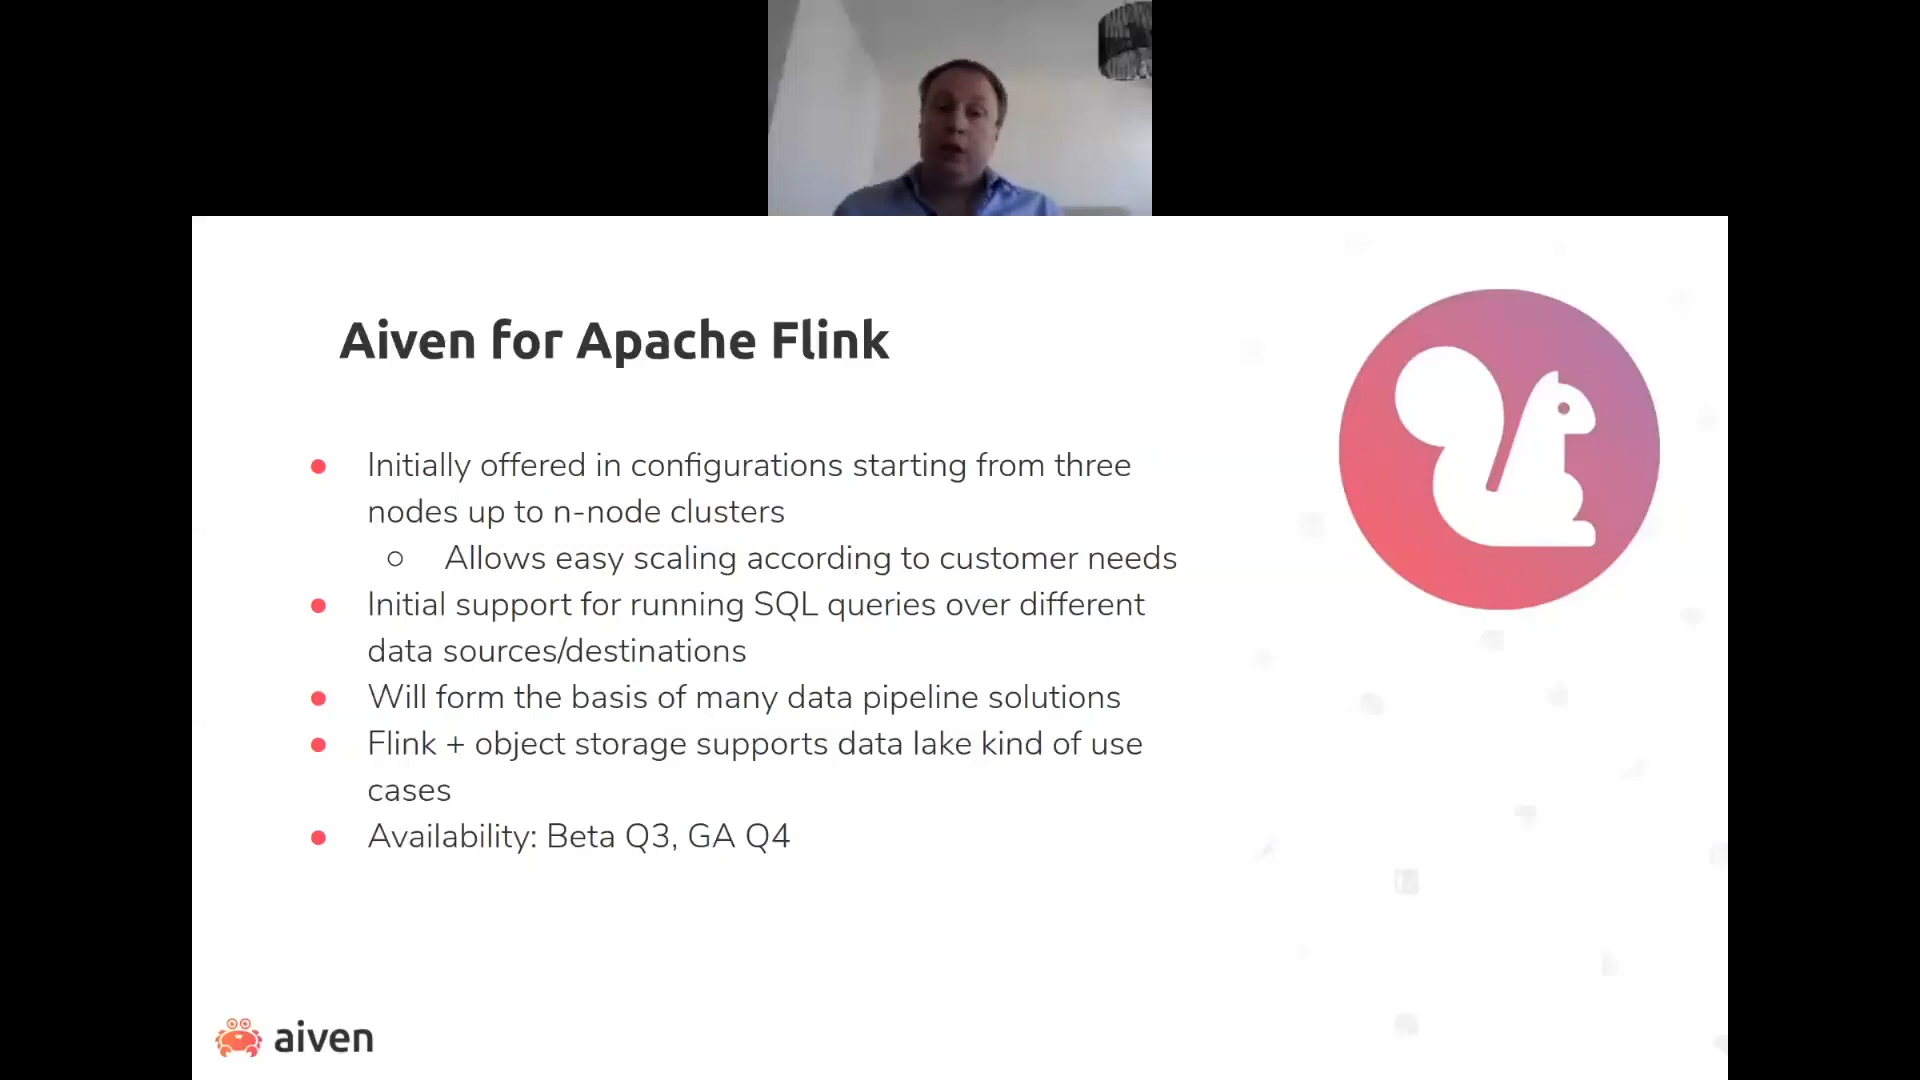 Aiven for Apache Flink
● Initially offered in configurations starting from three
nodes up to n-node clusters
○ Allows easy scaling according to customer needs
● Initial support for running SQL queries over different
data sources/destinations
● Will form the basis of many data pipeline solutions
● Flink + object storage supports data lake kind of use
cases
● Availability: Beta Q3, GA Q4
aiven